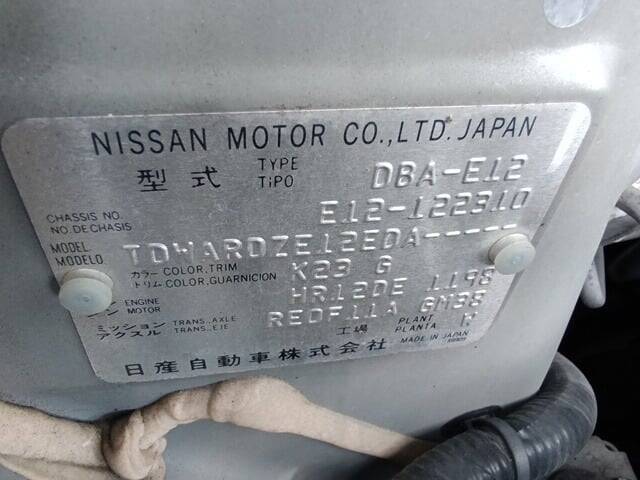 NISSAN MOTOR CO.,LTD. JAPAN
型式 TYPE TIPO DBA-E12
CHASSIS NO. NO. DE CHASIS E12-122310
MODEL MODELO TDWARDZE12EDA-----
カラー COLOR,TRIM トリム COLOR,GUARNICION K23 G
ENGINE MOTOR HR12DE 1198
ミッション アクスル TRANS.,AXLE TRANS.,EJE REOF11A GM38
工場 PLANT PLANTA
日産自動車株式会社 MADE IN JAPAN